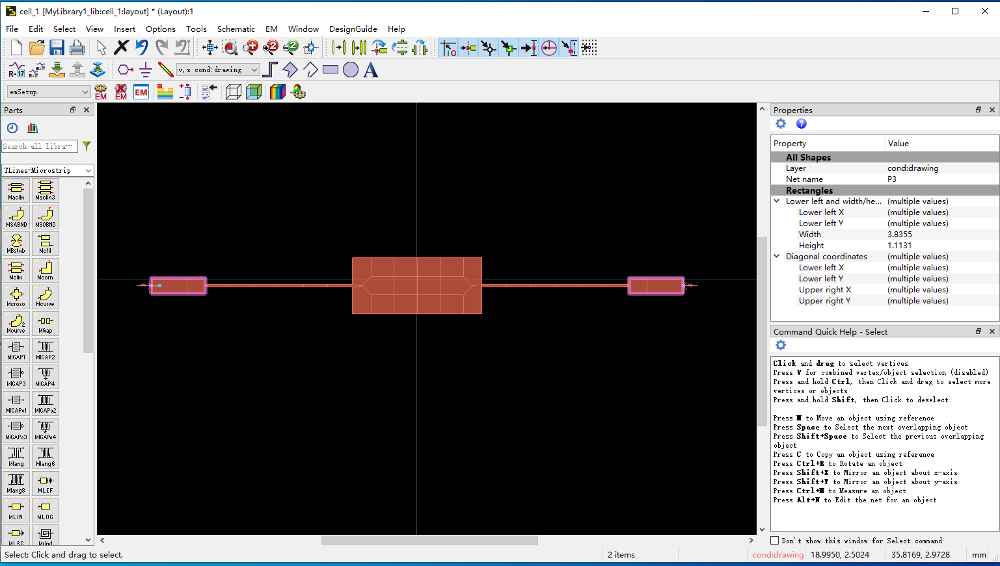 cell_1 [MyLibrary1_lib:cell_1:layout] * (Layout):1
File Edit Select View Insert Options Tools Schematic EM Window DesignGuide Help
v,s cond:drawing
emSetup
EM EM EM
Parts
Search all libra···
TLines-Microstrip
Maclin Maclin3
MSABND MSOBND
MBstub Mcfil
Mclin Mcorn
Mcroso Mcurve
Mcurve MGap
MICAP1 MICAP2
MICAP3 MICAP4
MICAPo1 MICAPo2
MICAPo3 MICAPo4
Mlang Mlang6
Mlang8 MLEF
MLIN MLOC
MLSC Mrind
P1
Properties
Property Value
All Shapes
Layer cond:drawing
Net name P3
Rectangles
Lower left and width/he... (multiple values)
Lower left X (multiple values)
Lower left Y (multiple values)
Width 3.8355
Height 1.1131
Diagonal coordinates (multiple values)
Lower left X (multiple values)
Lower left Y (multiple values)
Upper right X (multiple values)
Upper right Y (multiple values)
Command Quick Help - Select
Click and drag to select vertices
Press V for combined vertex/object selection (disabled)
Press and hold Ctrl, then Click and drag to select more
vertices or objects
Press and hold Shift, then Click to deselect
Press M to Move an object using reference
Press Space to Select the next overlapping object
Press Shift+Space to Select the previous overlapping
object
Press C to Copy an object using reference
Press Ctrl+R to Rotate an object
Press Shift+X to Mirror an object about x-axis
Press Shift+Y to Mirror an object about y-axis
Press Ctrl+M to Measure an object
Press Alt+N to Edit the net for an object
Don't show this window for Select command
Select: Click and drag to select.
2 items
cond:drawing 18.9950, 2.5024 35.8169, 2.9728 mm